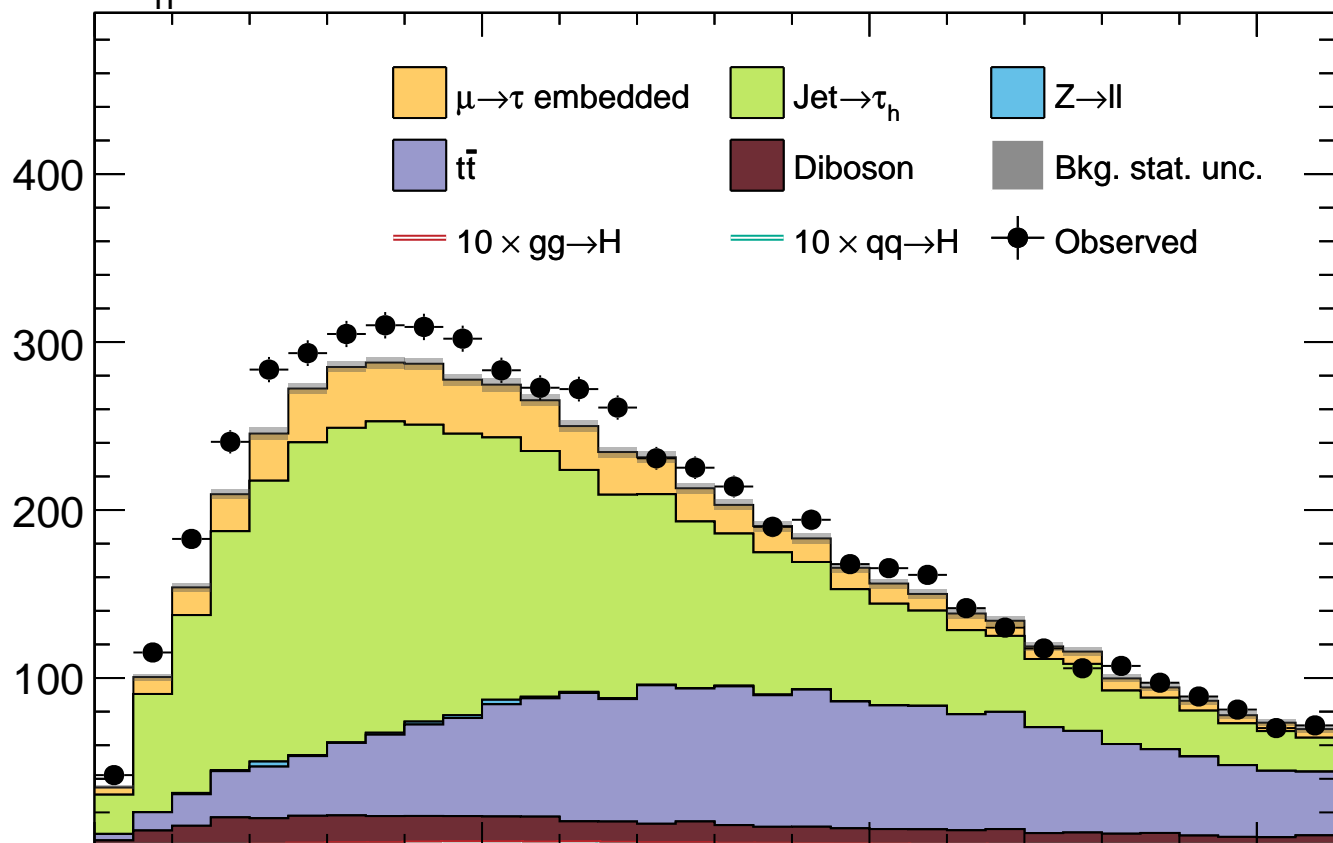 μ→τ embedded Jet→τh Z→ll
tt̄ Diboson Bkg. stat. unc.
10 × gg→H 10 × qq→H Observed
400
300
200
100